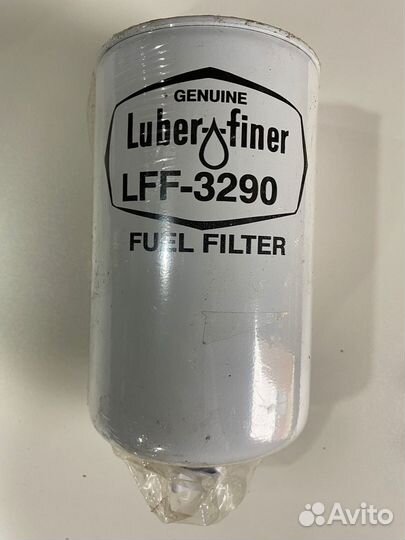 GENUINE
Luber-finer
LFF-3290
FUEL FILTER
Avito